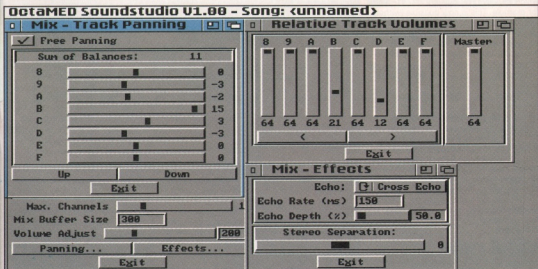 OctaMED Soundstudio V1.00 - Song: <unnamed>
Mix - Track Panning
Free Panning
Sum of Balances: 11
8 0
9 -3
A -2
B 15
C 3
D -3
E 0
F 0
Up Down
Exit
Max. Channels 1
Mix Buffer Size 300
Volume Adjust 200
Panning... Effects...
Exit
Relative Track Volumes
8 9 A B C D E F Master
64 64 64 21 64 12 64 64 64
< >
Exit
Mix - Effects
Echo: Cross Echo
Echo Rate (ms) 150
Echo Depth (%) 50.0
Stereo Separation:
0
Exit